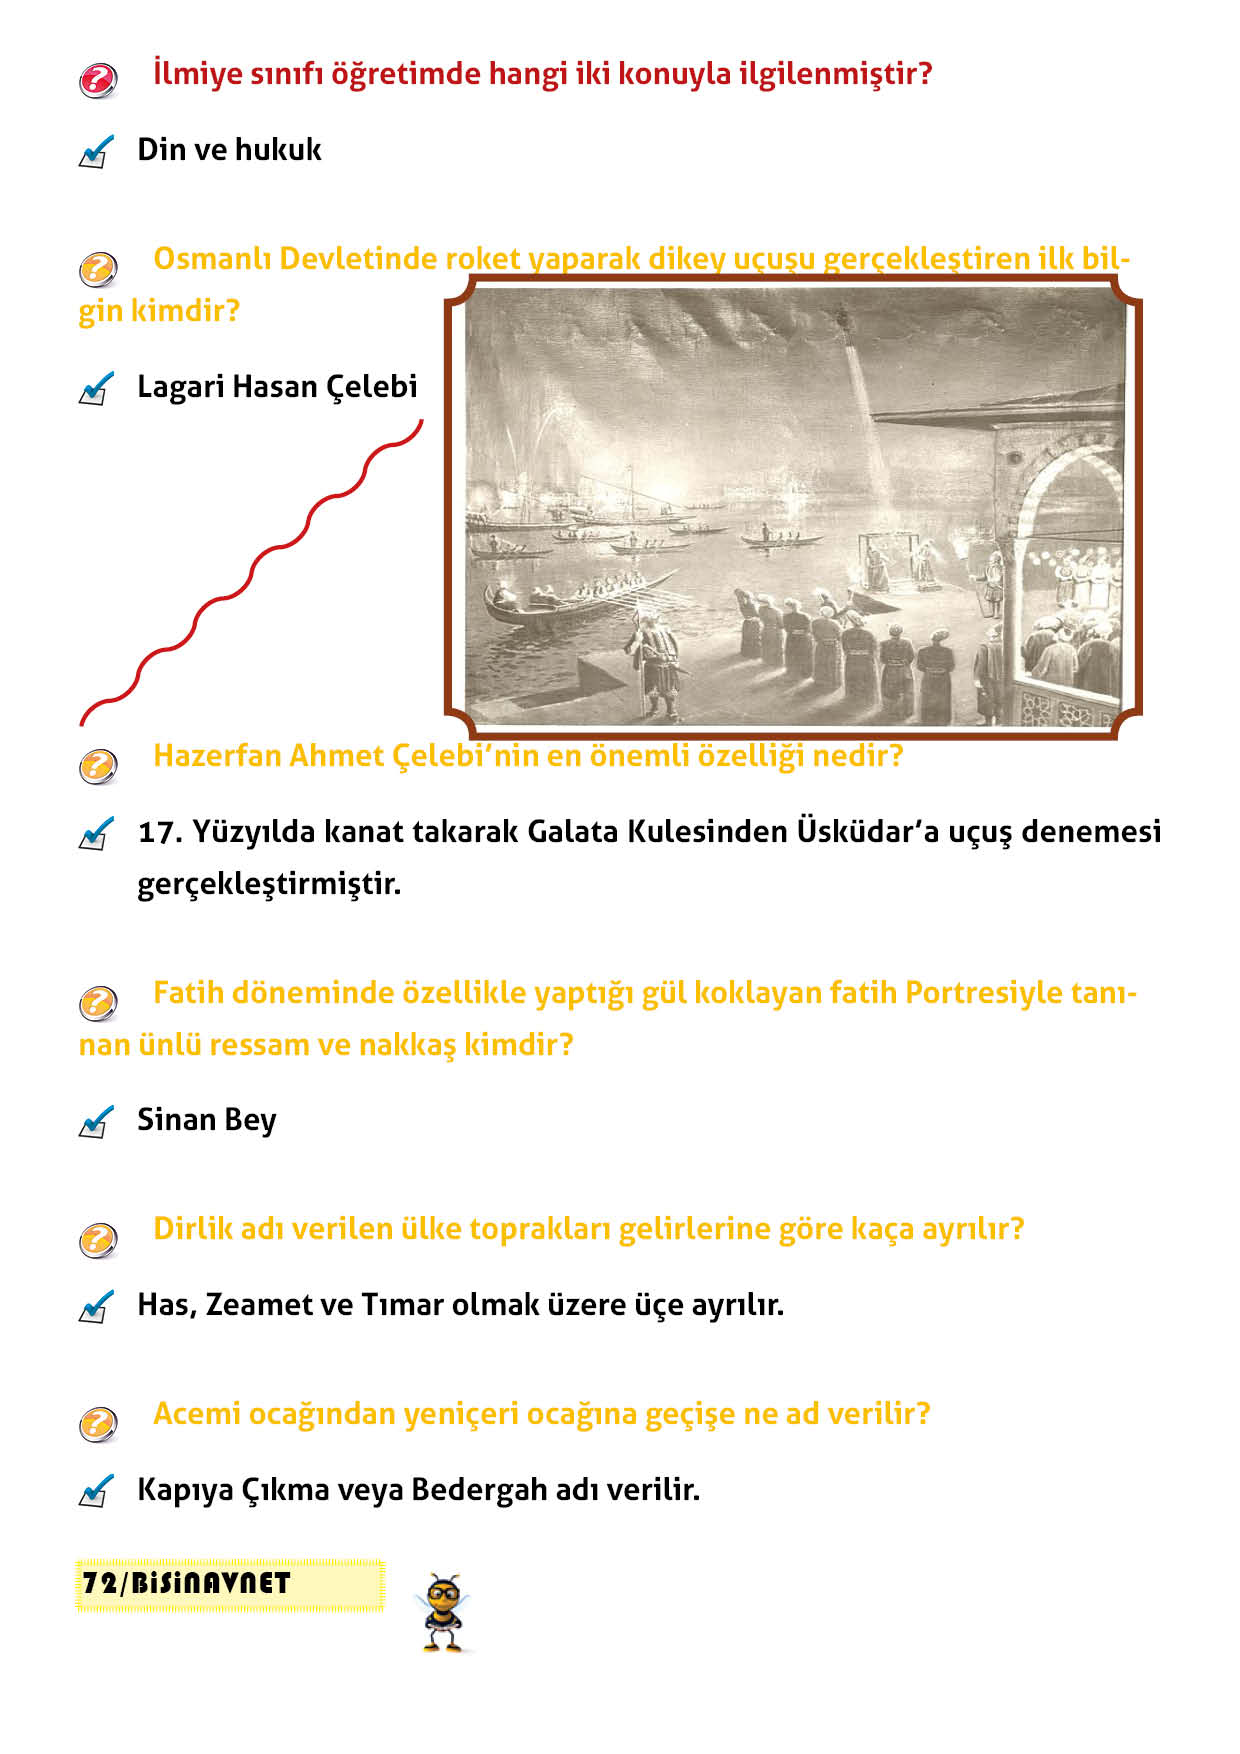 İlmiye sınıfı öğretimde hangi iki konuyla ilgilenmiştir?
Din ve hukuk
Osmanlı Devletinde roket yaparak dikey uçuşu gerçekleştiren ilk bil-
gin kimdir?
Lagari Hasan Çelebi
Hazerfan Ahmet Çelebi’nin en önemli özelliği nedir?
17. Yüzyılda kanat takarak Galata Kulesinden Üsküdar’a uçuş denemesi
gerçekleştirmiştir.
Fatih döneminde özellikle yaptığı gül koklayan fatih Portresiyle tanı-
nan ünlü ressam ve nakkaş kimdir?
Sinan Bey
Dirlik adı verilen ülke toprakları gelirlerine göre kaça ayrılır?
Has, Zeamet ve Tımar olmak üzere üçe ayrılır.
Acemi ocağından yeniçeri ocağına geçişe ne ad verilir?
Kapıya Çıkma veya Bedergah adı verilir.
72/BiSiNAVNET